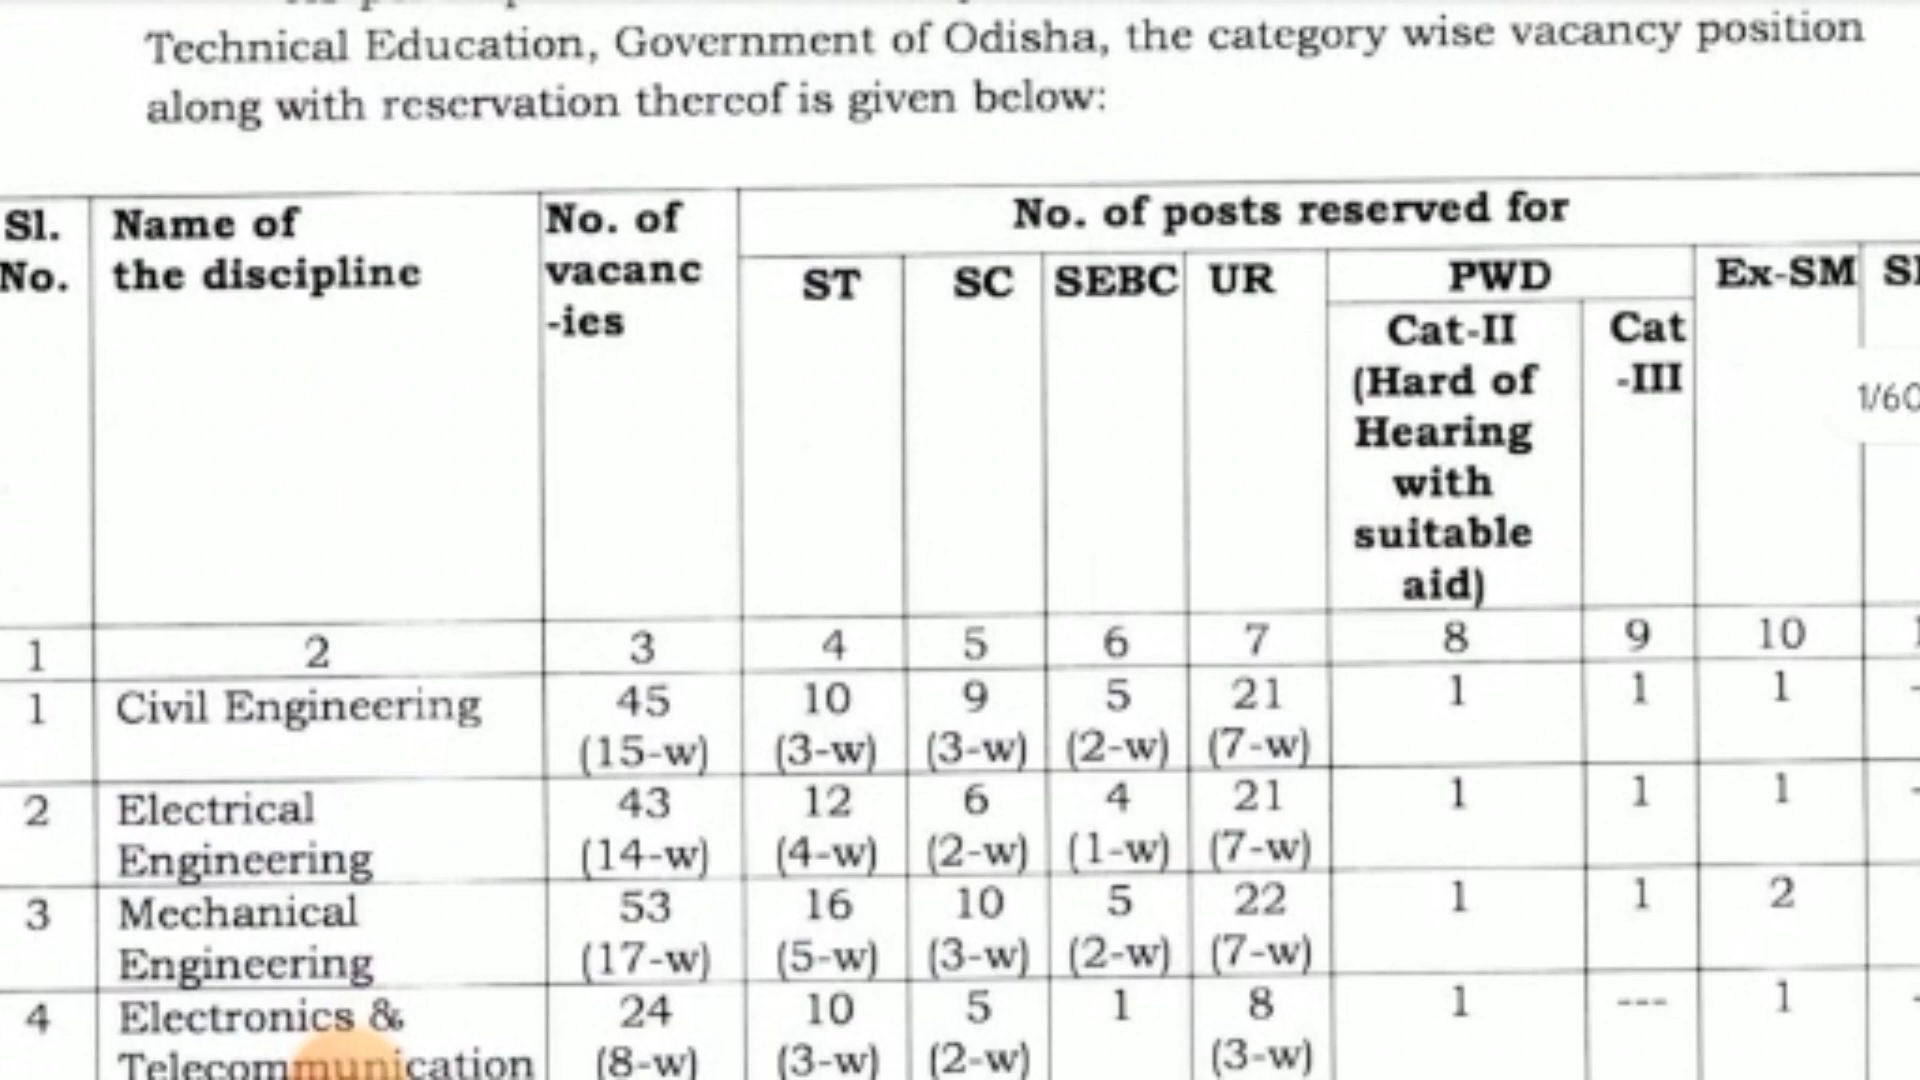 Technical Education, Government of Odisha, the category wise vacancy position
along with reservation thereof is given below:
Sl. No. Name of the discipline No. of vacanc -ies No. of posts reserved for
ST SC SEBC UR PWD Ex-SM
Cat-II (Hard of Hearing with suitable aid) Cat -III
1/60
1 2 3 4 5 6 7 8 9 10
1 Civil Engineering 45 10 9 5 21 1 1 1 -
(15-w) (3-w) (3-w) (2-w) (7-w)
2 Electrical 43 12 6 4 21 1 1 1 -
Engineering (14-w) (4-w) (2-w) (1-w) (7-w)
3 Mechanical 53 16 10 5 22 1 1 2
Engineering (17-w) (5-w) (3-w) (2-w) (7-w)
4 Electronics & 24 10 5 1 8 1 --- 1 -
Telecommunication (8-w) (3-w) (2-w) (3-w)